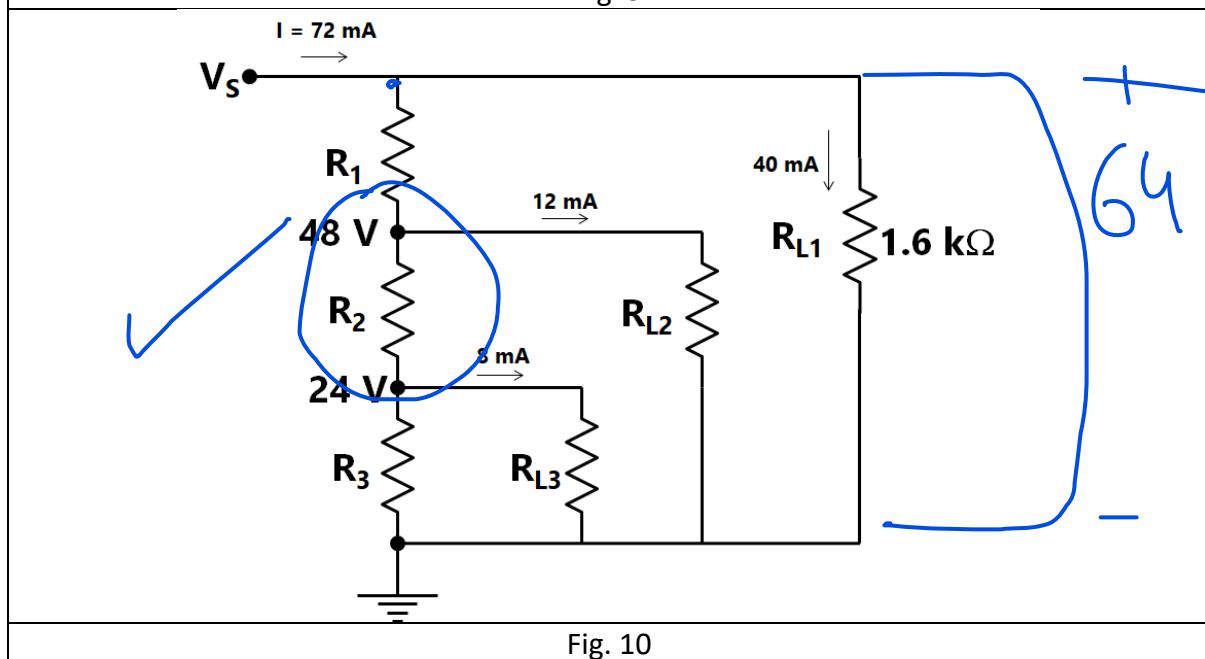 I = 72 mA
VS
R1
40 mA
12 mA
64
48 V
RL1
1.6 kΩ
R2
RL2
8 mA
24 V
R3
RL3
Fig. 10